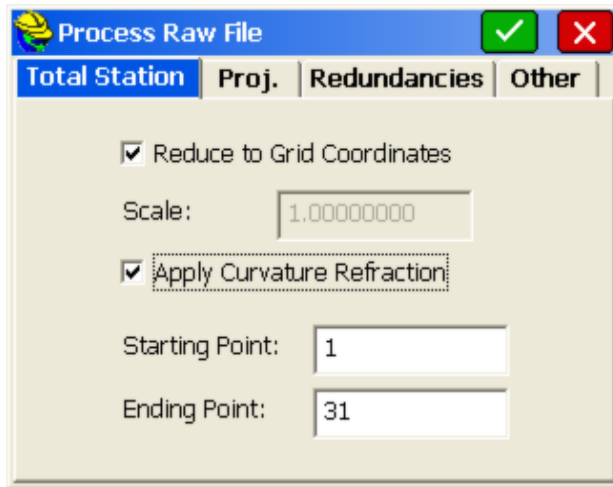 Process Raw File
Total Station Proj. Redundancies Other
Reduce to Grid Coordinates
Scale: 1.00000000
Apply Curvature Refraction
Starting Point: 1
Ending Point: 31